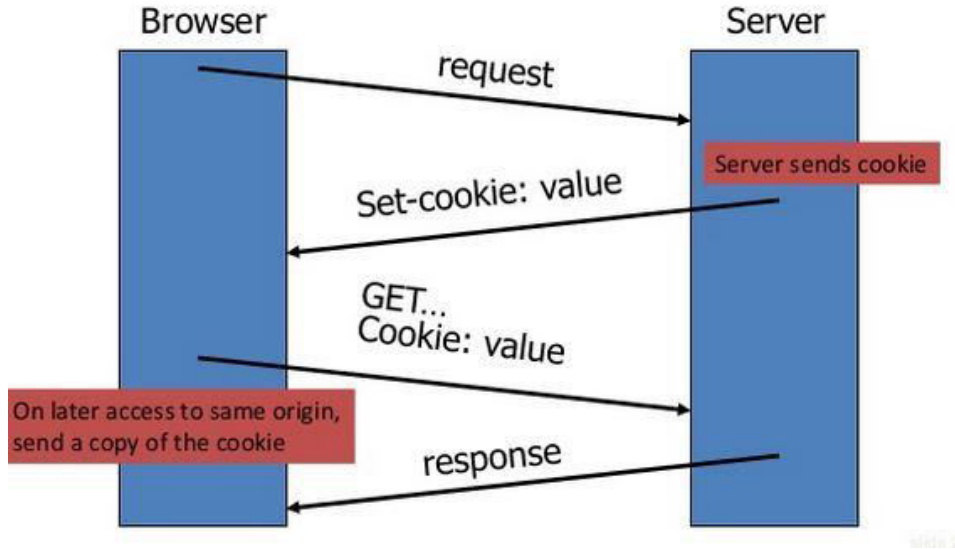 Browser
Server
request
Server sends cookie
Set-cookie: value
GET...
Cookie: value
On later access to same origin,
send a copy of the cookie
response